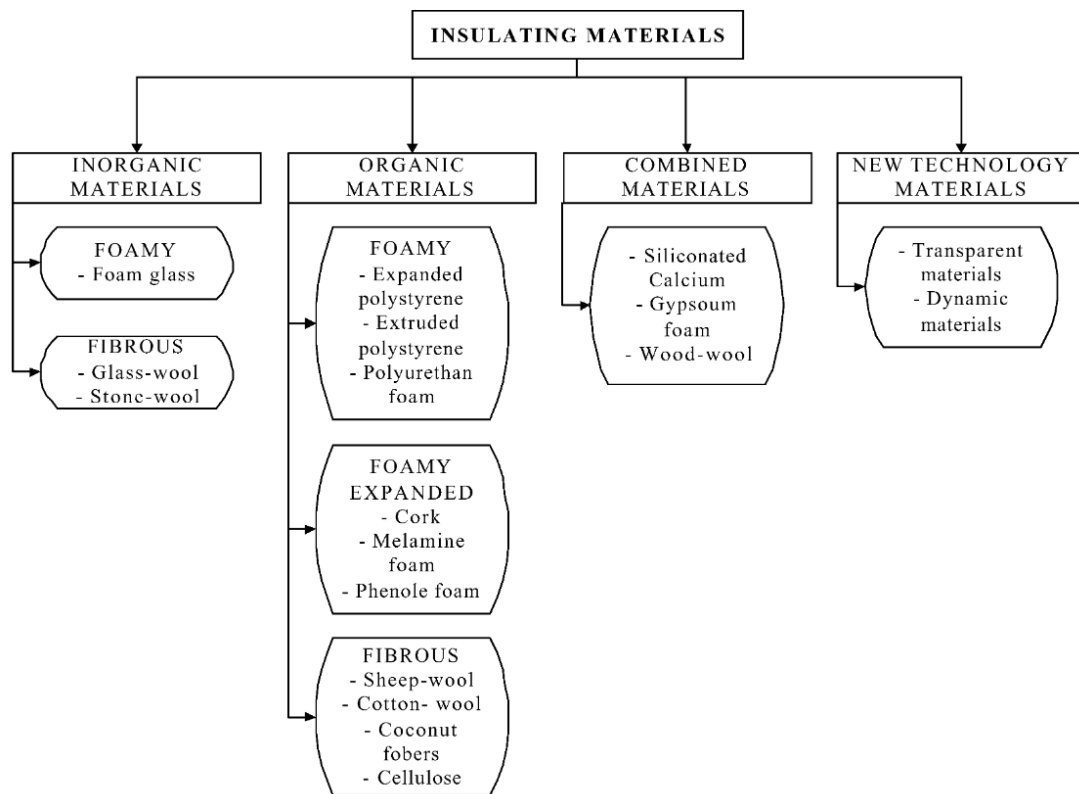 INSULATING MATERIALS
INORGANIC
MATERIALS
ORGANIC
MATERIALS
COMBINED
MATERIALS
NEW TECHNOLOGY
MATERIALS
FOAMY
- Foam glass
FIBROUS
- Glass-wool
- Stone-wool
FOAMY
- Expanded
polystyrene
- Extruded
polystyrene
- Polyurethan
foam
FOAMY
EXPANDED
- Cork
- Melamine
foam
- Phenole foam
FIBROUS
- Sheep-wool
- Cotton- wool
- Coconut
fobers
- Cellulose
- Siliconated
Calcium
- Gypsoum
foam
- Wood-wool
- Transparent
materials
- Dynamic
materials